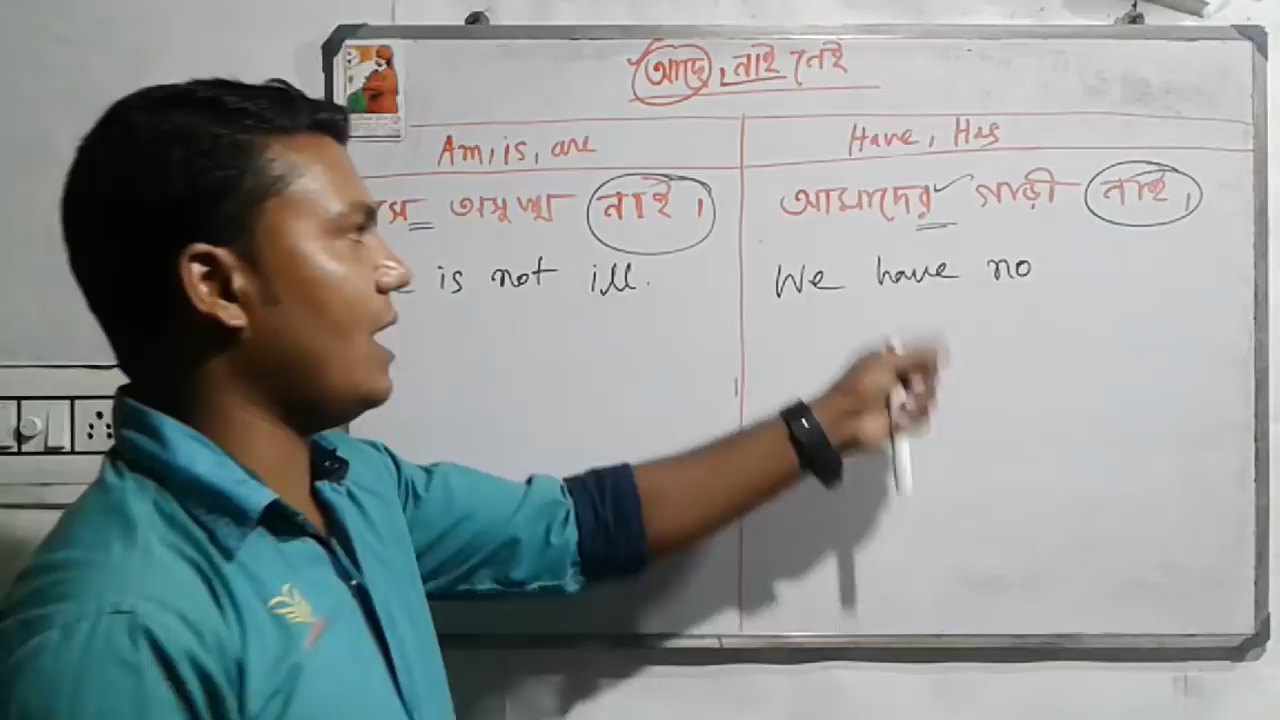 আছে, নাই নেই
Am, is, are
Have, Has
অসুস্থ নাই।
আমাদের গাড়ী নাই।
is not ill.
We have no